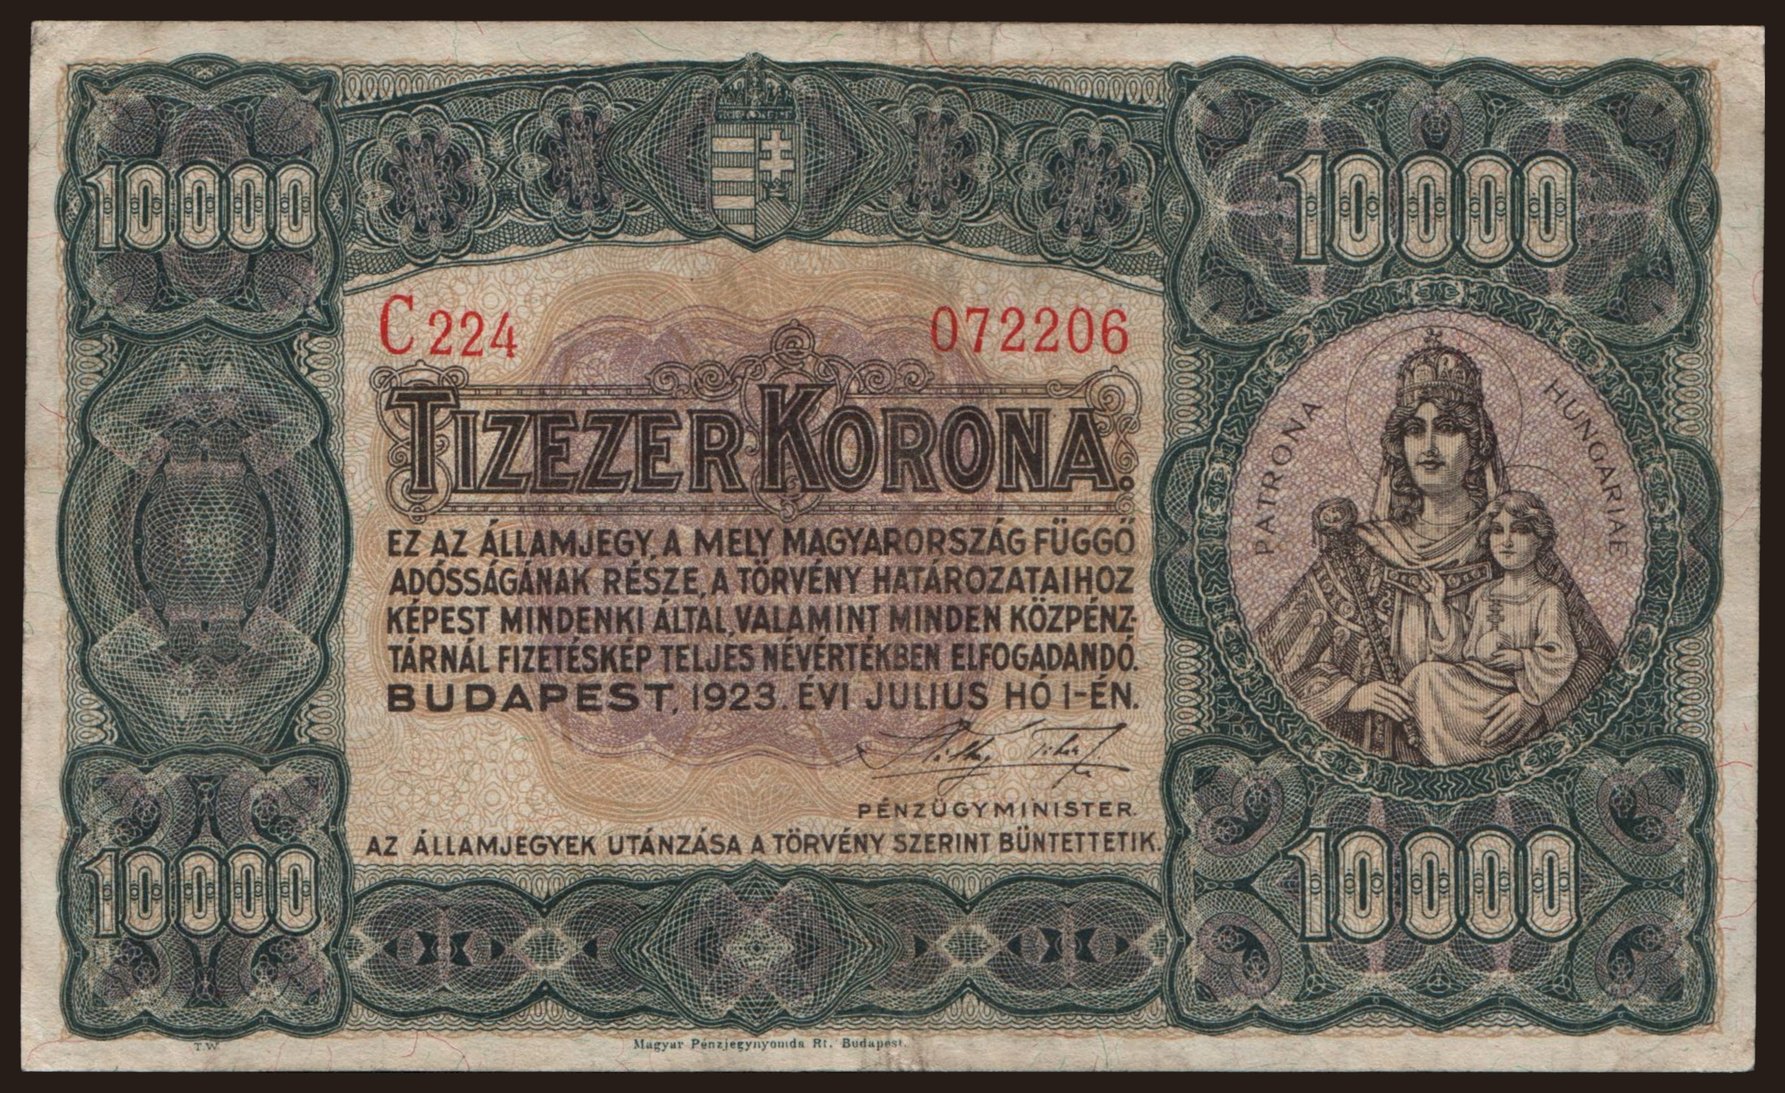 10000
10000
C 224
072206
TIZEZER KORONA.
EZ AZ ÁLLAMJEGY, A MELY MAGYARORSZÁG FÜGGŐ
ADÓSSÁGÁNAK RÉSZE, A TÖRVÉNY HATÁROZATAIHOZ
KÉPEST MINDENKI ÁLTAL, VALAMINT MINDEN KÖZPÉNZ-
TÁRNÁL FIZETÉSKÉP TELJES NÉVÉRTÉKBEN ELFOGADANDÓ.
BUDAPEST, 1923. ÉVI JULIUS HÓ 1-ÉN.
PÉNZÜGYMINISTER.
AZ ÁLLAMJEGYEK UTÁNZÁSA A TÖRVÉNY SZERINT BÜNTETTETIK.
PATRONA HUNGARIAE
10000
10000
T.W.
Magyar Pénzjegynyomda Rt. Budapest.